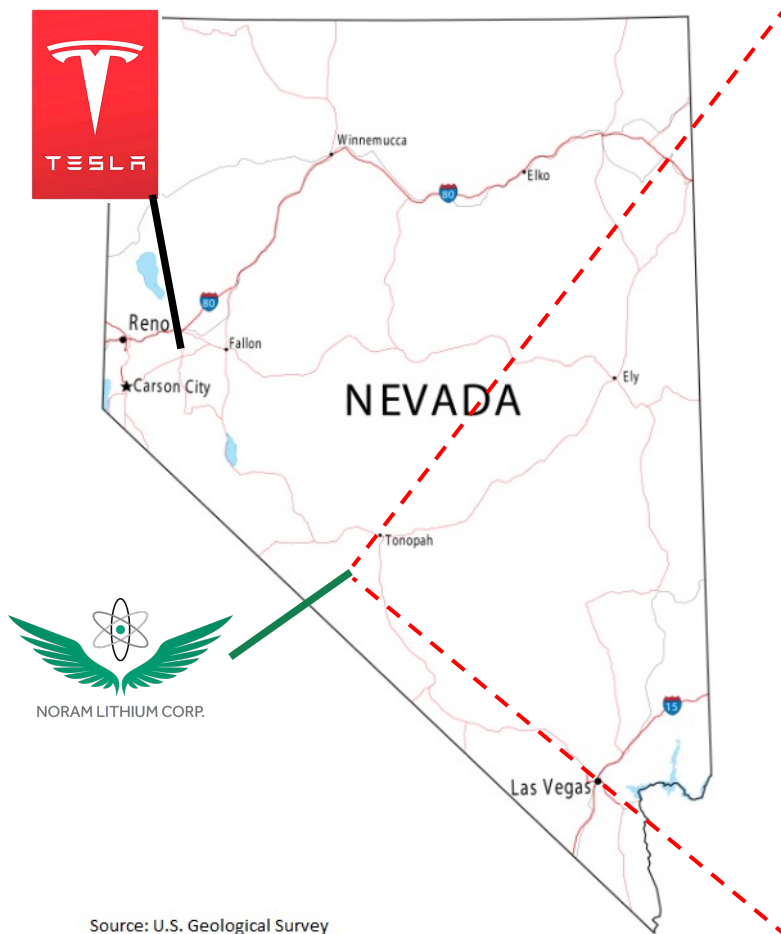 TESLA
Winnemucca
Elko
80
80
Reno
Fallon
Carson City
Ely
NEVADA
Tonopah
NORAM LITHIUM CORP.
15
Las Vegas
Source: U.S. Geological Survey